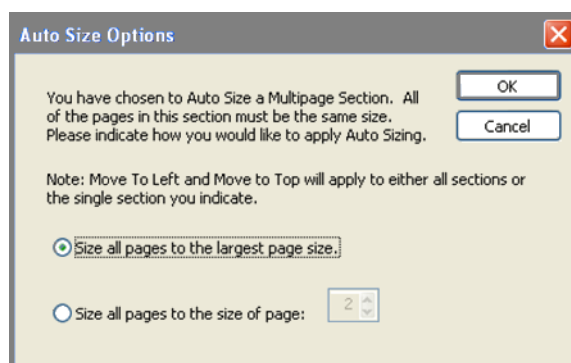 Auto Size Options
You have chosen to Auto Size a Multipage Section. All
of the pages in this section must be the same size.
Please indicate how you would like to apply Auto Sizing.
OK
Cancel
Note: Move To Left and Move to Top will apply to either all sections or
the single section you indicate.
Size all pages to the largest page size.
Size all pages to the size of page: 2